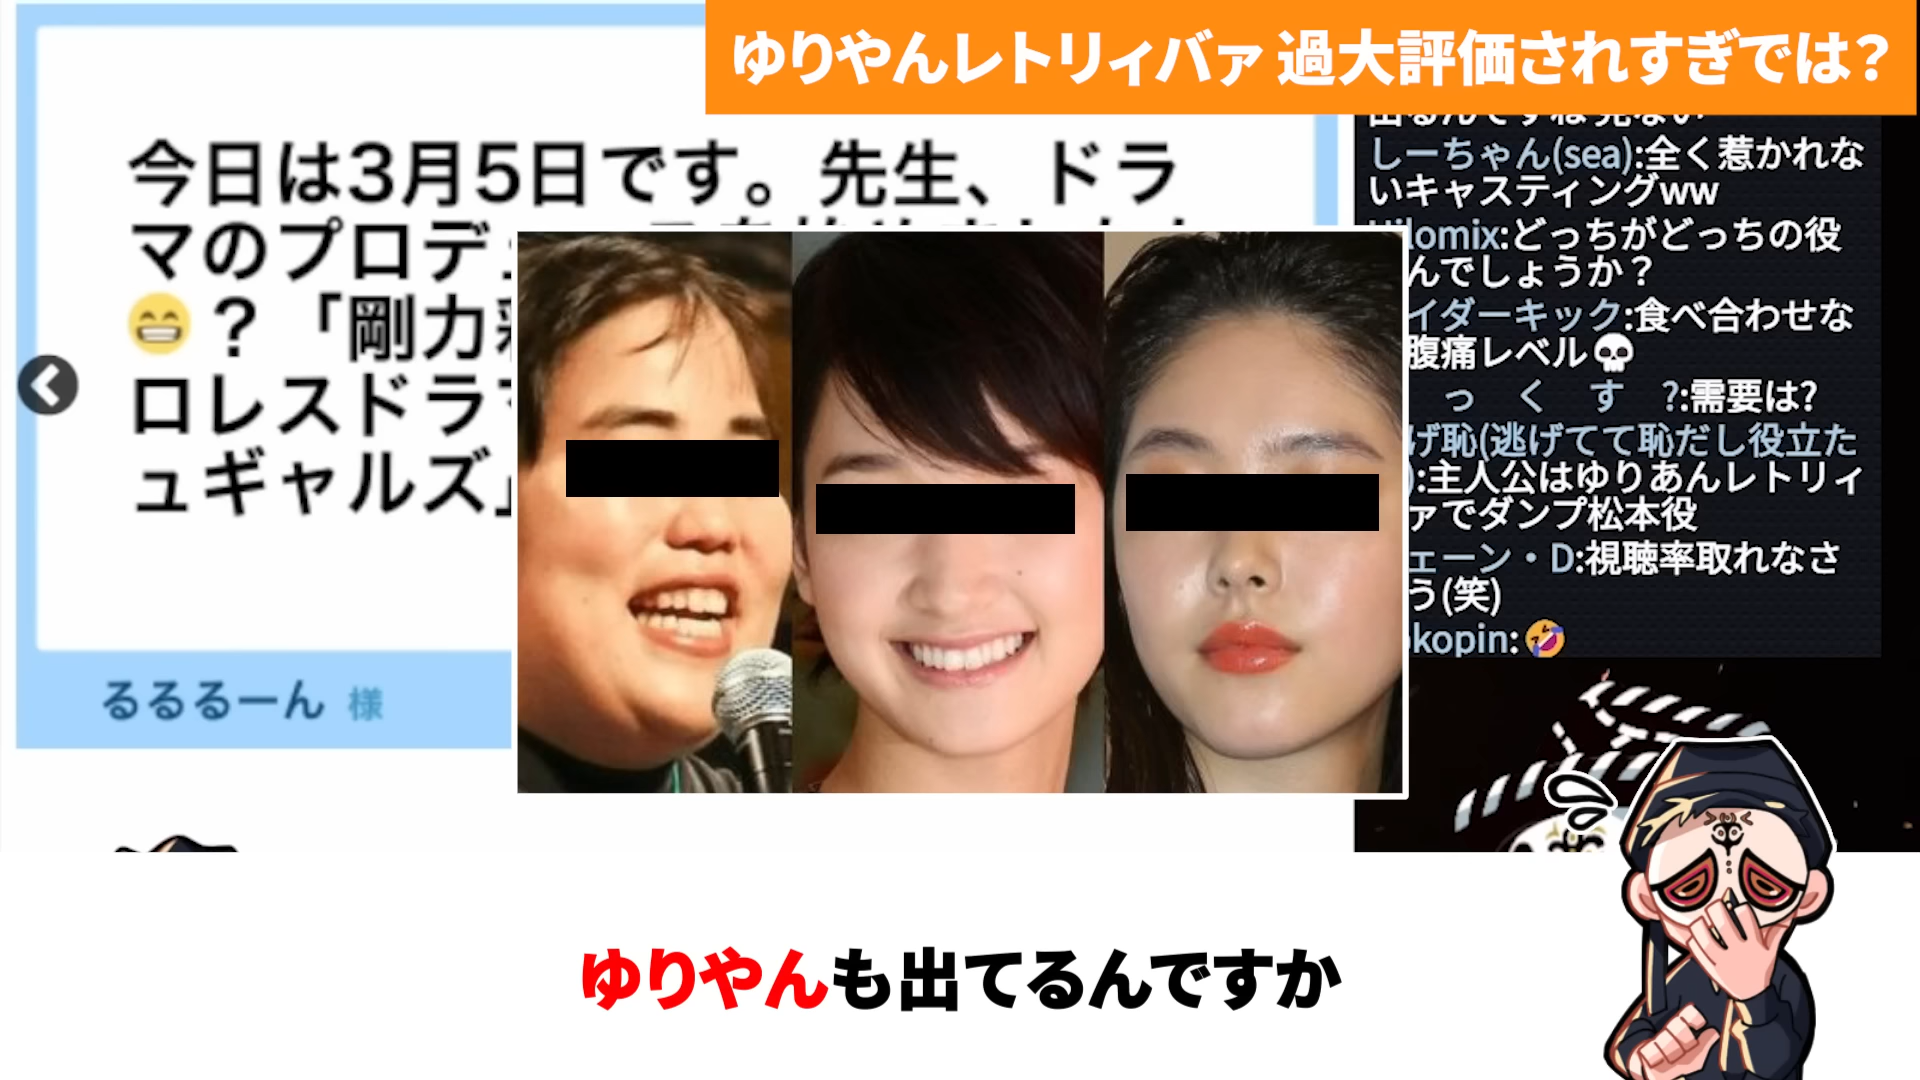 ゆりやんレトリィバァ 過大評価されすぎでは?
今日は3月5日です。先生、ドラ
マのプロデュ
😁?「剛力彩
ロレスドラマ
ュギャルズ」
るるるーん 様
しーちゃん(sea):全く惹かれな
いキャスティングww
lomix:どっちがどっちの役
んでしょうか?
イダーキック:食べ合わせな
腹痛レベル💀
っ く す ?:需要は?
げ恥(逃げてて恥だし役立た
):主人公はゆりあんレトリィ
ァでダンプ松本役
ェーン・D:視聴率取れなさ
う(笑)
kopin:🤣
ゆりやんも出てるんですか